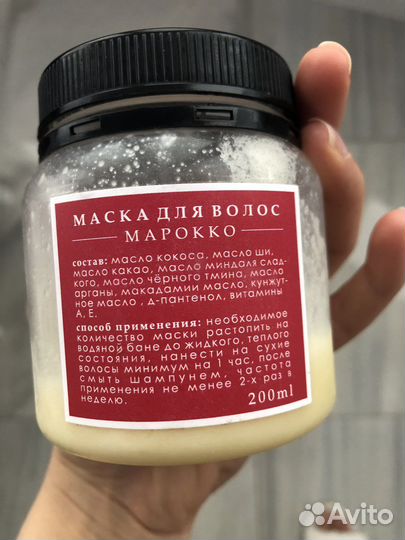 МАСКА ДЛЯ ВОЛОС
МАРОККО
СОСТАВ: МАСЛО КОКОСА, МАСЛО ШИ,
МАСЛО КАКАО, МАСЛО МИНДАЛЯ СЛАД-
КОГО, МАСЛО ЧЁРНОГО ТМИНА, МАСЛО
АРГАНЫ, МАКАДАМИИ МАСЛО, КУНЖУТ-
НОЕ МАСЛО , Д-ПАНТЕНОЛ, ВИТАМИНЫ
А, Е.
СПОСОБ ПРИМЕНЕНИЯ: НЕОБХОДИМОЕ
КОЛИЧЕСТВО МАСКИ РАСТОПИТЬ НА
ВОДЯНОЙ БАНЕ ДО ЖИДКОГО, ТЕПЛОГО
СОСТОЯНИЯ, НАНЕСТИ НА СУХИЕ
ВОЛОСЫ МИНИМУМ НА 1 ЧАС, ПОСЛЕ
СМЫТЬ ШАМПУНЕМ, ЧАСТОТА
ПРИМЕНЕНИЯ НЕ МЕНЕЕ 2-Х РАЗ В
НЕДЕЛЮ.
200ml
Avito